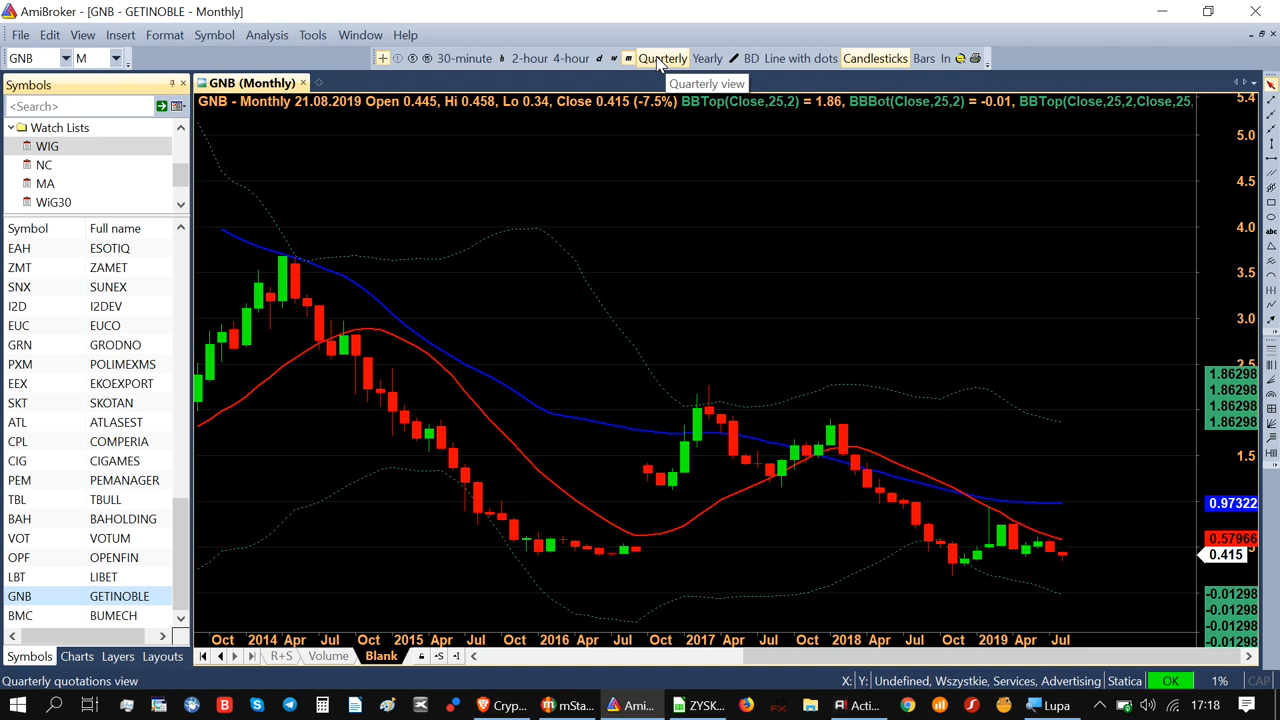 AmiBroker - [GNB - GETINOBLE - Monthly]
File Edit View Insert Format Symbol Analysis Tools Window Help
GNB M 30-minute h 2-hour 4-hour d w m Quarterly Yearly BD Line with dots Candlesticks Bars In
Symbols
GNB (Monthly)
Quarterly view
<Search>
GNB - Monthly 21.08.2019 Open 0.445, Hi 0.458, Lo 0.34, Close 0.415 (-7.5%) BBTop(Close,25,2) = 1.86, BBBot(Close,25,2) = -0.01, BBTop(Close,25,2,Close,25,
Watch Lists
WIG
NC
MA
WiG30
Symbol Full name
EAH ESOTIQ
ZMT ZAMET
SNX SUNEX
I2D I2DEV
EUC EUCO
GRN GRODNO
PXM POLIMEXMS
EEX EKOEXPORT
SKT SKOTAN
ATL ATLASEST
CPL COMPERIA
CIG CIGAMES
PEM PEMANAGER
TBL TBULL
BAH BAHOLDING
VOT VOTUM
OPF OPENFIN
LBT LIBET
GNB GETINOBLE
BMC BUMECH
5.4
5.0
4.5
4.0
3.5
3.0
2.5
1.86298
1.86298
1.86298
1.86298
1.5
0.97322
0.57966
0.415
-0.01298
-0.01298
-0.01298
-0.01298
Oct 2014 Apr Jul Oct 2015 Apr Jul Oct 2016 Apr Jul Oct 2017 Apr Jul Oct 2018 Apr Jul Oct 2019 Apr Jul
Symbols Charts Layers Layouts
R+S Volume Blank -S -I
Quarterly quotations view
X: Y: Undefined, Wszystkie, Services, Advertising Statica OK 1% CAP
Cryp... mSta... Ami... ZYSK... Acti... Lupa 17:18